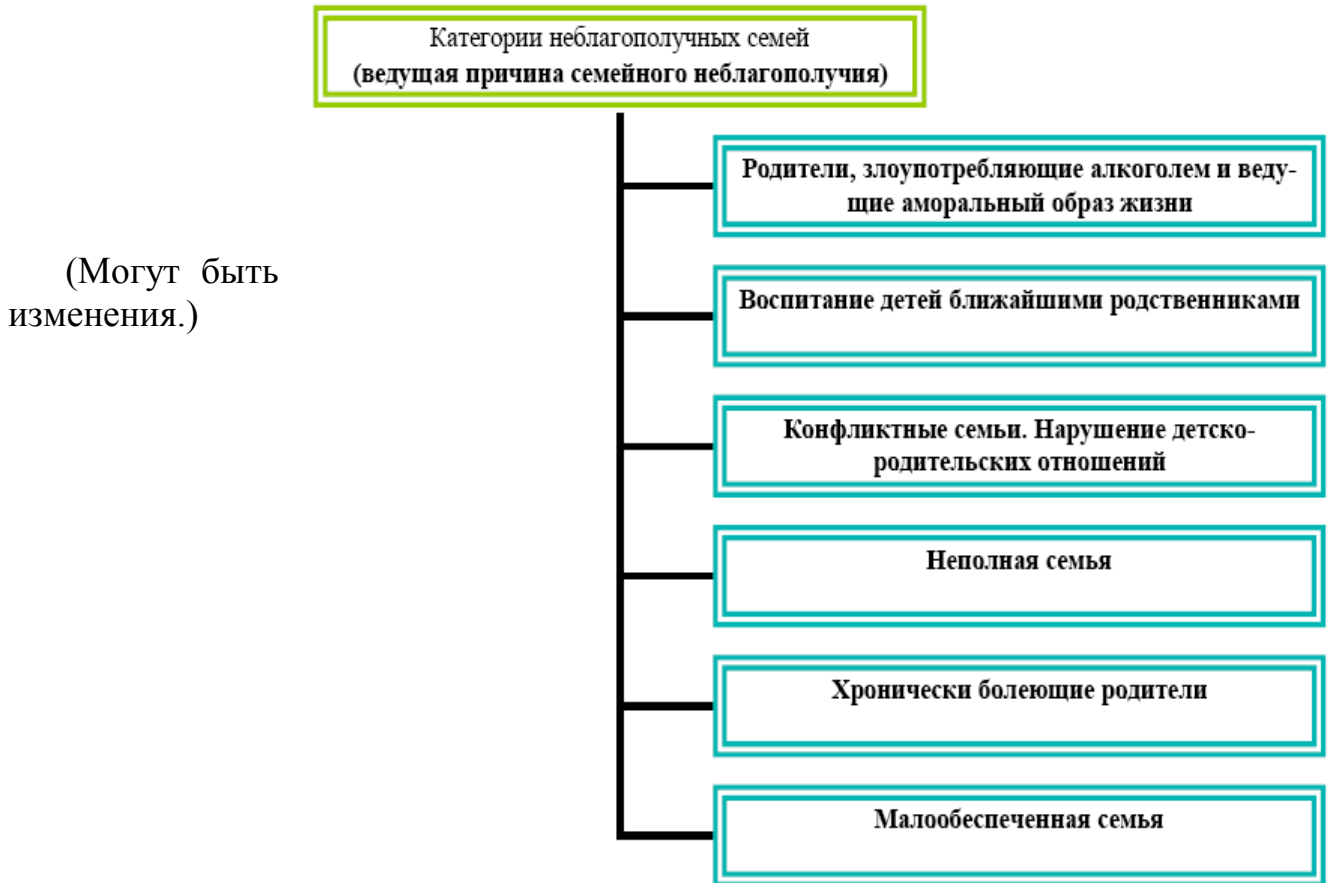 Категории неблагополучных семей
(ведущая причина семейного неблагополучия)
Родители, злоупотребляющие алкоголем и веду-
щие аморальный образ жизни
(Могут быть
изменения.)
Воспитание детей ближайшими родственниками
Конфликтные семьи. Нарушение детско-
родительских отношений
Неполная семья
Хронически болеющие родители
Малообеспеченная семья